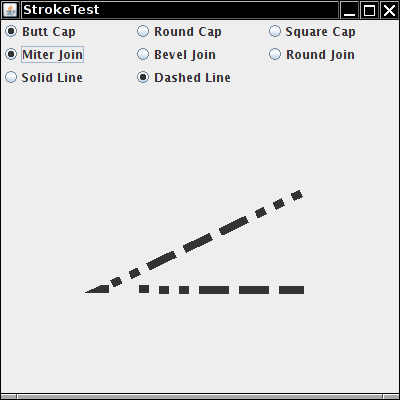 StrokeTest
Butt Cap Round Cap Square Cap
Miter Join Bevel Join Round Join
Solid Line Dashed Line